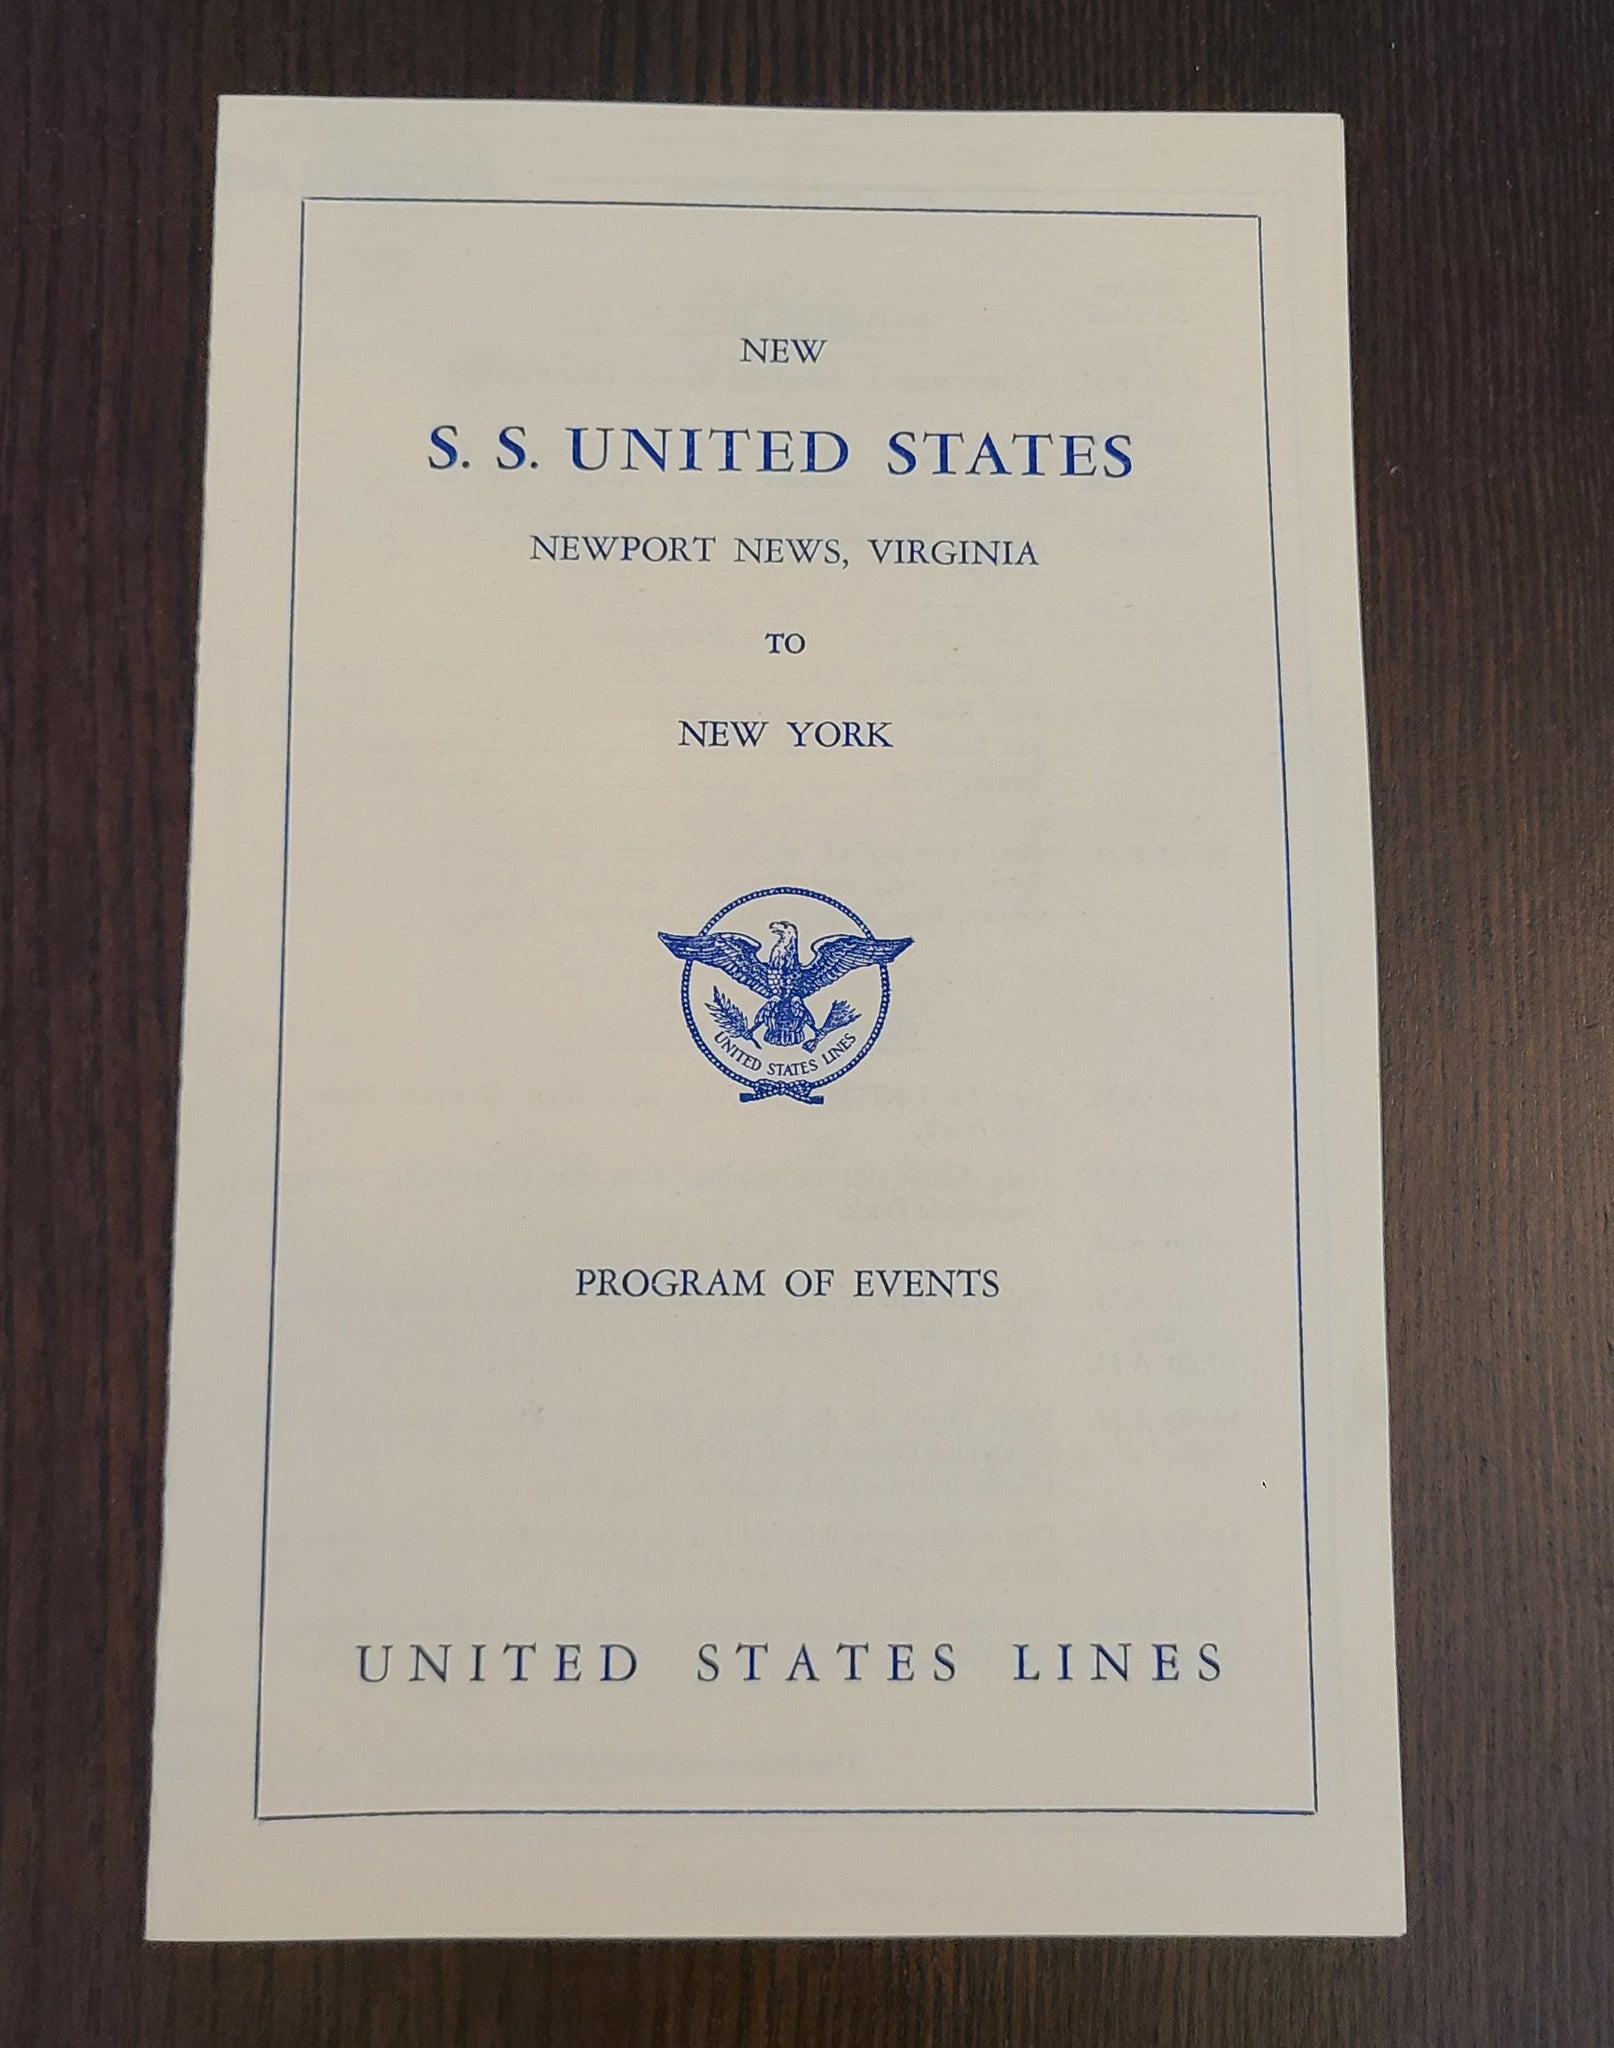 NEW
S. S. UNITED STATES
NEWPORT NEWS, VIRGINIA
TO
NEW YORK
UNITED STATES LINES
PROGRAM OF EVENTS
UNITED STATES LINES